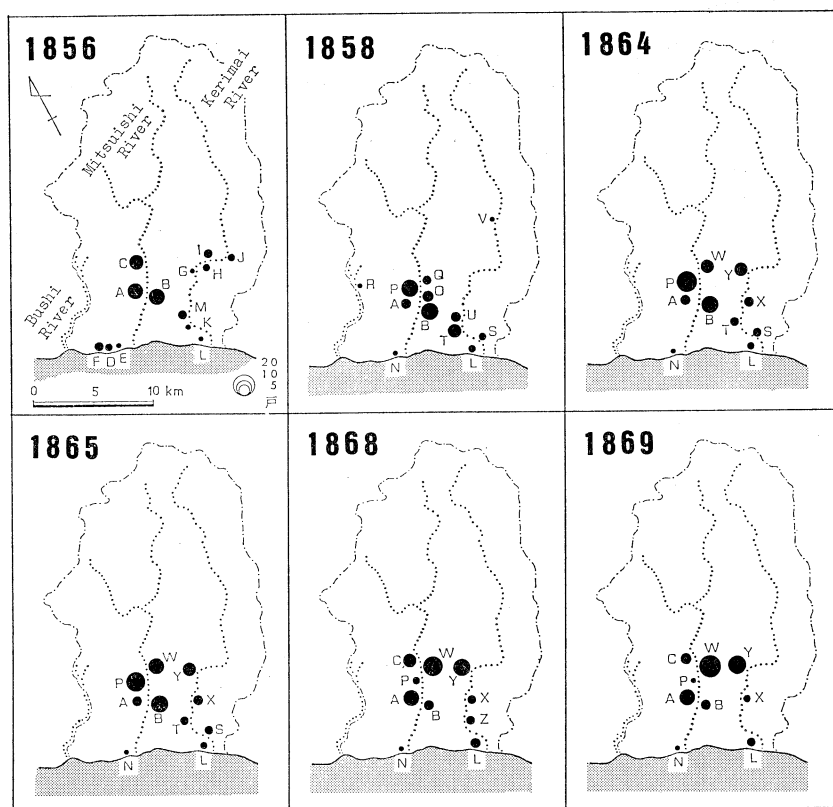 1856
Kerimai
River
Mitsuishi
River
Bushi
River
C
I
J
G
H
A
B
M
K
L
F D E
0 5 10 km
20
10
5
戸
1858
V
R
Q
P
O
A
B
U
T
S
N
L
1864
W
Y
P
A
B
X
T
S
N
L
1865
W
P
Y
A
B
X
T
S
N
L
1868
C
W
P
Y
A
B
X
Z
N
L
1869
C
W
Y
P
A
B
X
N
L